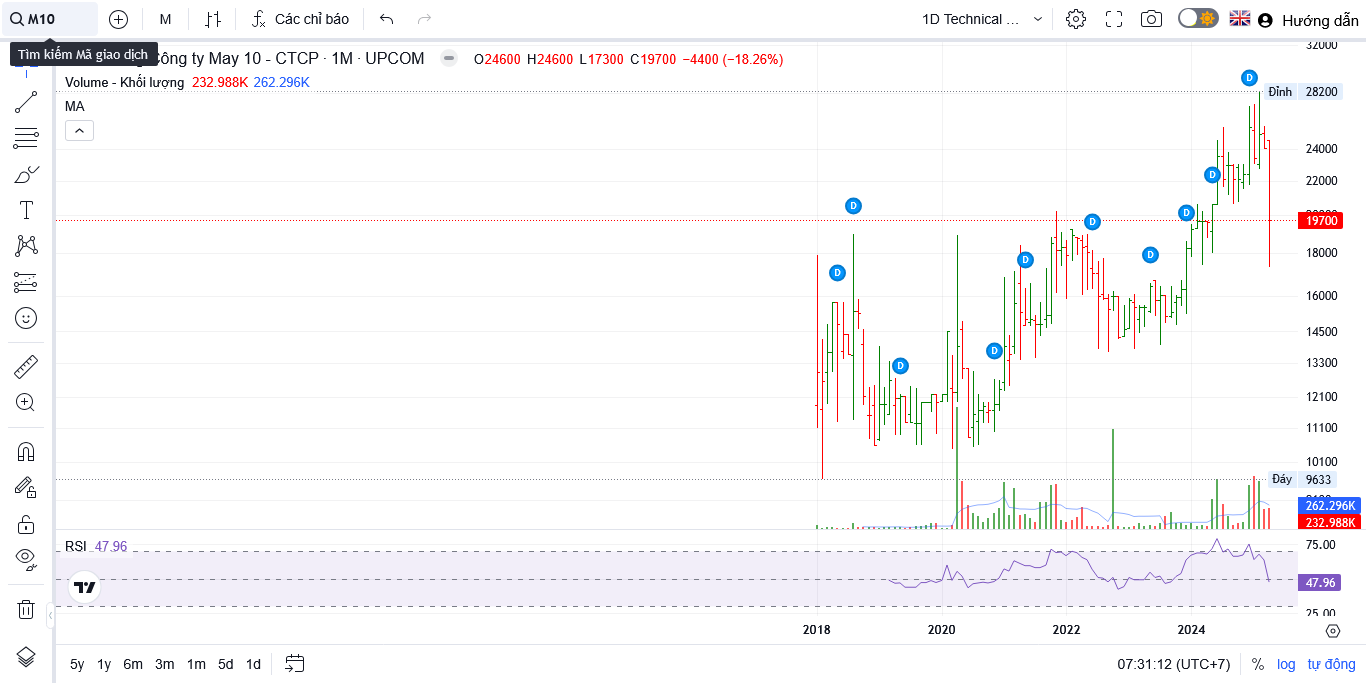 M10
M
Các chỉ báo
1D Technical ...
Hướng dẫn
Tìm kiếm Mã giao dịch
Công ty May 10 - CTCP · 1M · UPCOM
O24600 H24600 L17300 C19700 −4400 (−18.26%)
Volume - Khối lượng 232.988K 262.296K
MA
32000
Đỉnh 28200
24000
22000
19700
18000
16000
14500
13300
12100
11100
10100
Đáy 9633
262.296K
232.988K
RSI 47.96
75.00
47.96
25.00
D
D
D
D
D
D
D
D
D
D
2018 2020 2022 2024
5y 1y 6m 3m 1m 5d 1d
07:31:12 (UTC+7) % log tự động